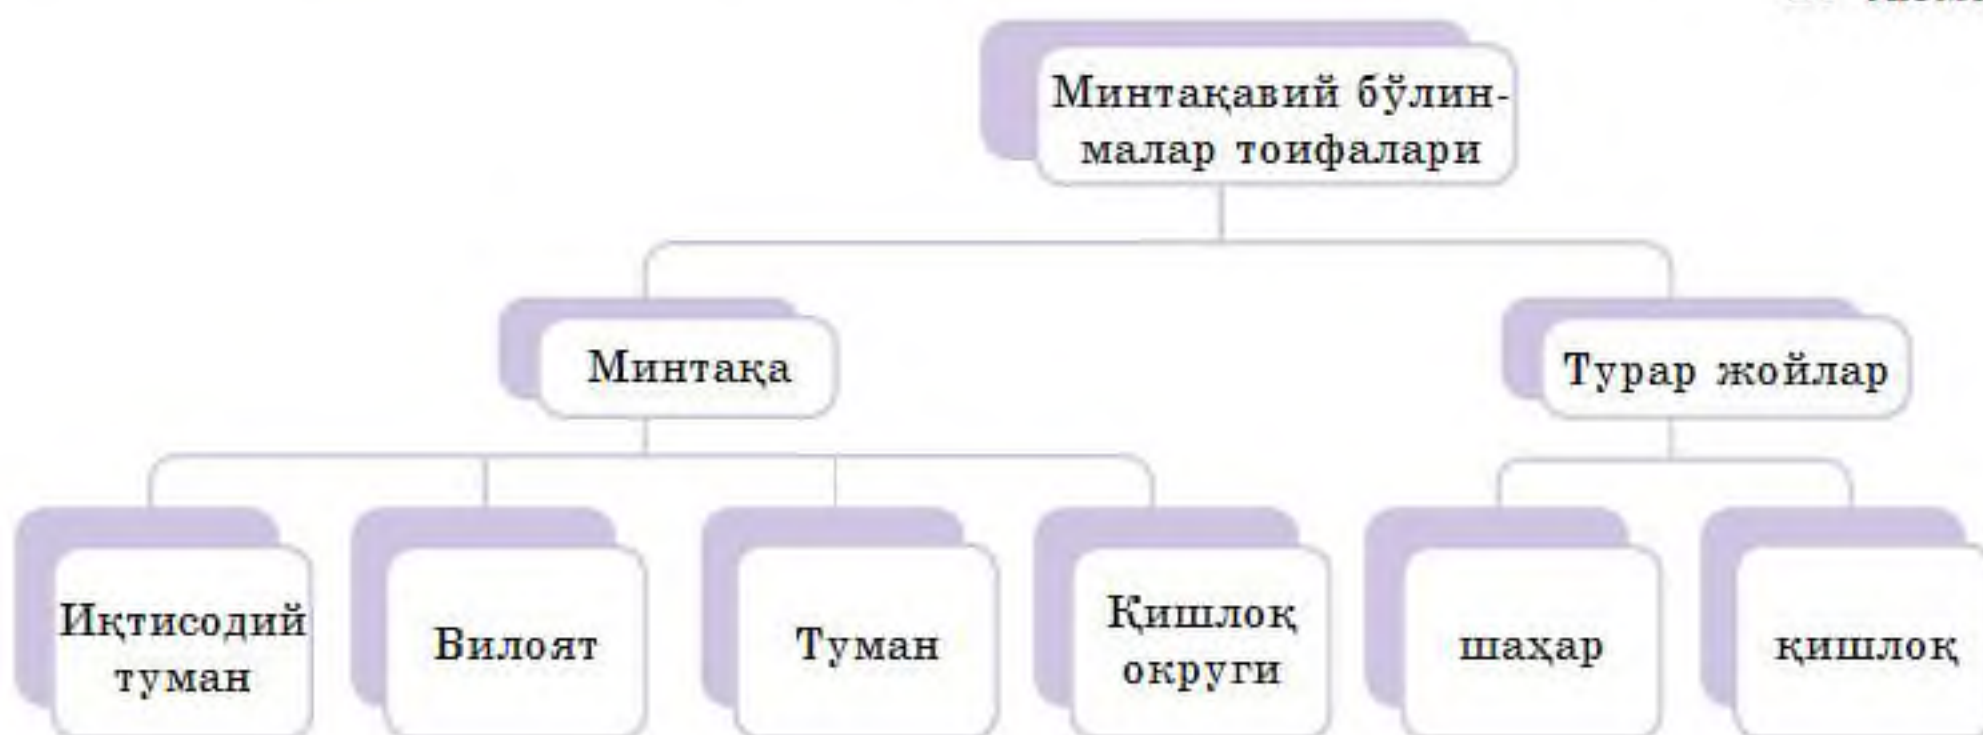 Минтақавий бўлин-
малар тоифалари
Минтақа
Турар жойлар
Иқтисодий
туман
Вилоят
Туман
Қишлоқ
округи
шаҳар
қишлоқ